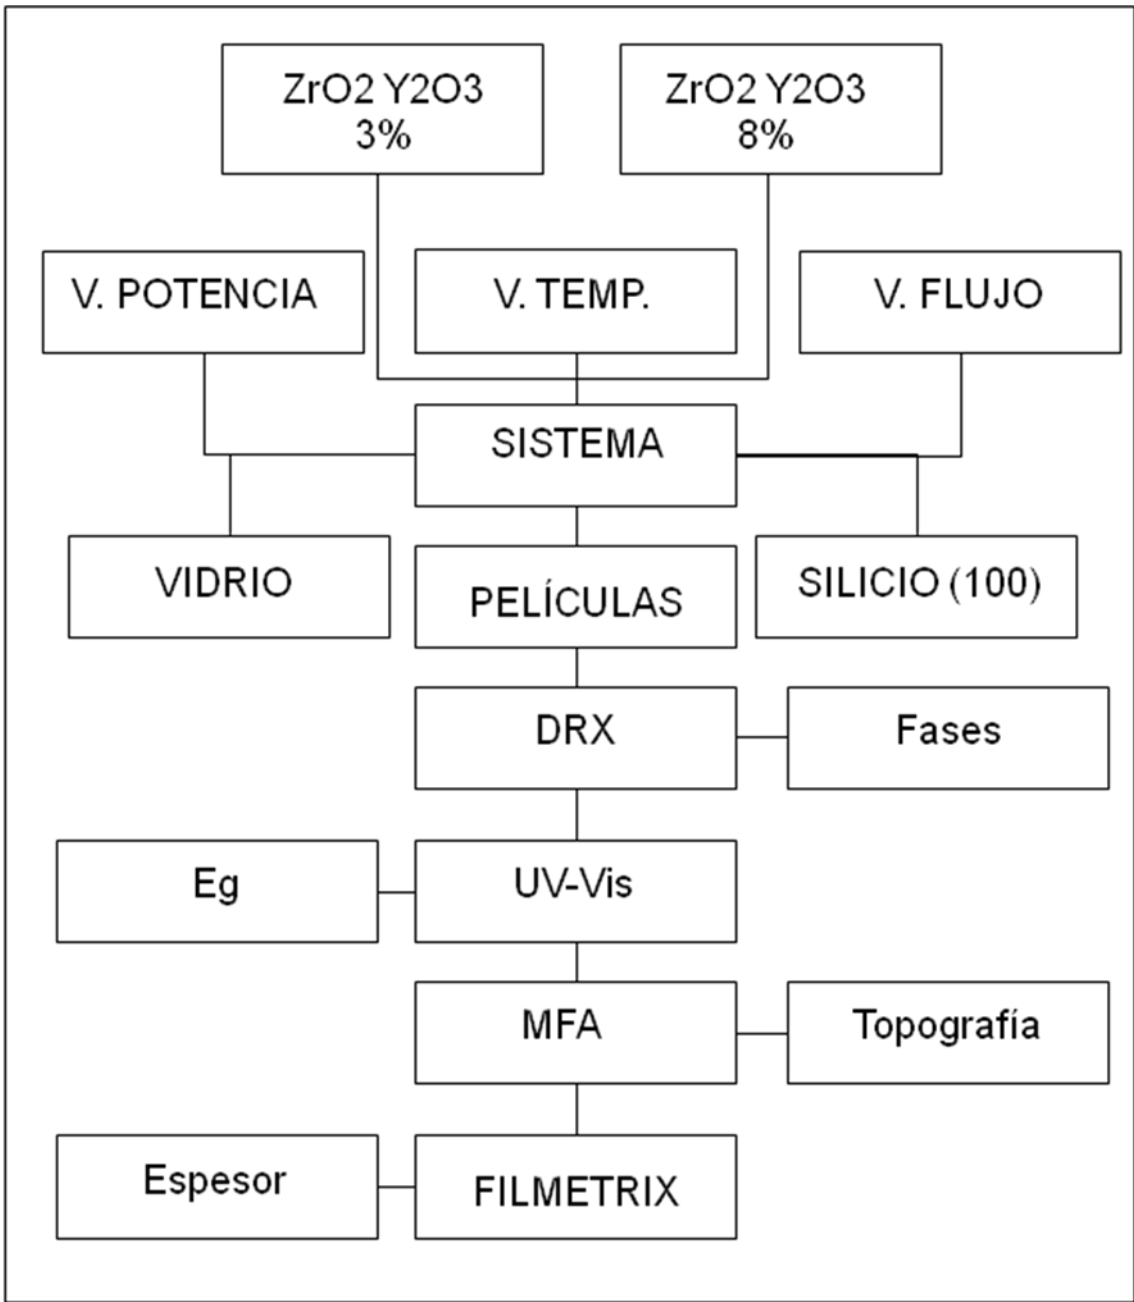 ZrO2 Y2O3
3%
ZrO2 Y2O3
8%
V. POTENCIA
V. TEMP.
V. FLUJO
SISTEMA
VIDRIO
PELÍCULAS
SILICIO (100)
DRX
Fases
Eg
UV-Vis
MFA
Topografía
Espesor
FILMETRIX